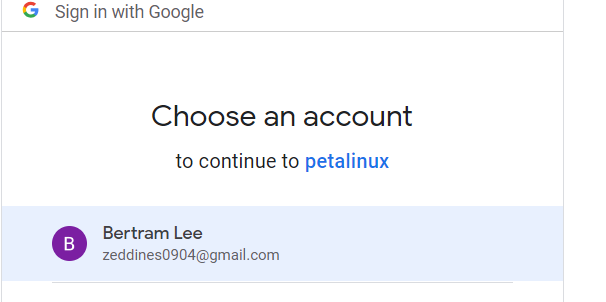 Sign in with Google
Choose an account
to continue to petalinux
B
Bertram Lee
zeddines0904@gmail.com